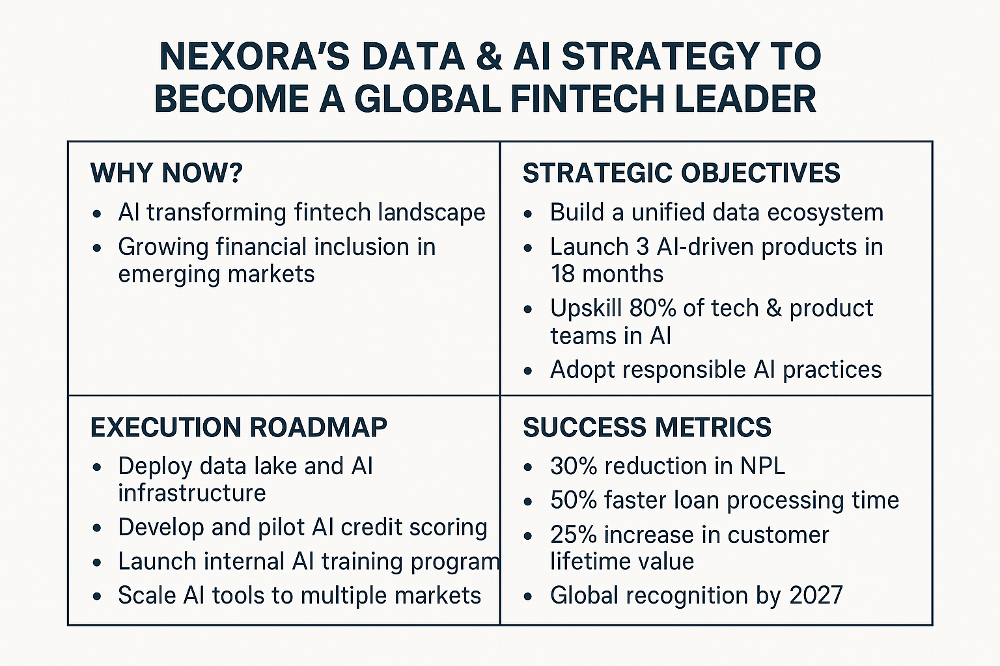 NEXORA’S DATA & AI STRATEGY TO
BECOME A GLOBAL FINTECH LEADER
WHY NOW?
• AI transforming fintech landscape
• Growing financial inclusion in
emerging markets
STRATEGIC OBJECTIVES
• Build a unified data ecosystem
• Launch 3 AI-driven products in
18 months
• Upskill 80% of tech & product
teams in AI
• Adopt responsible AI practices
EXECUTION ROADMAP
• Deploy data lake and AI
infrastructure
• Develop and pilot AI credit scoring
• Launch internal AI training program
• Scale AI tools to multiple markets
SUCCESS METRICS
• 30% reduction in NPL
• 50% faster loan processing time
• 25% increase in customer
lifetime value
• Global recognition by 2027